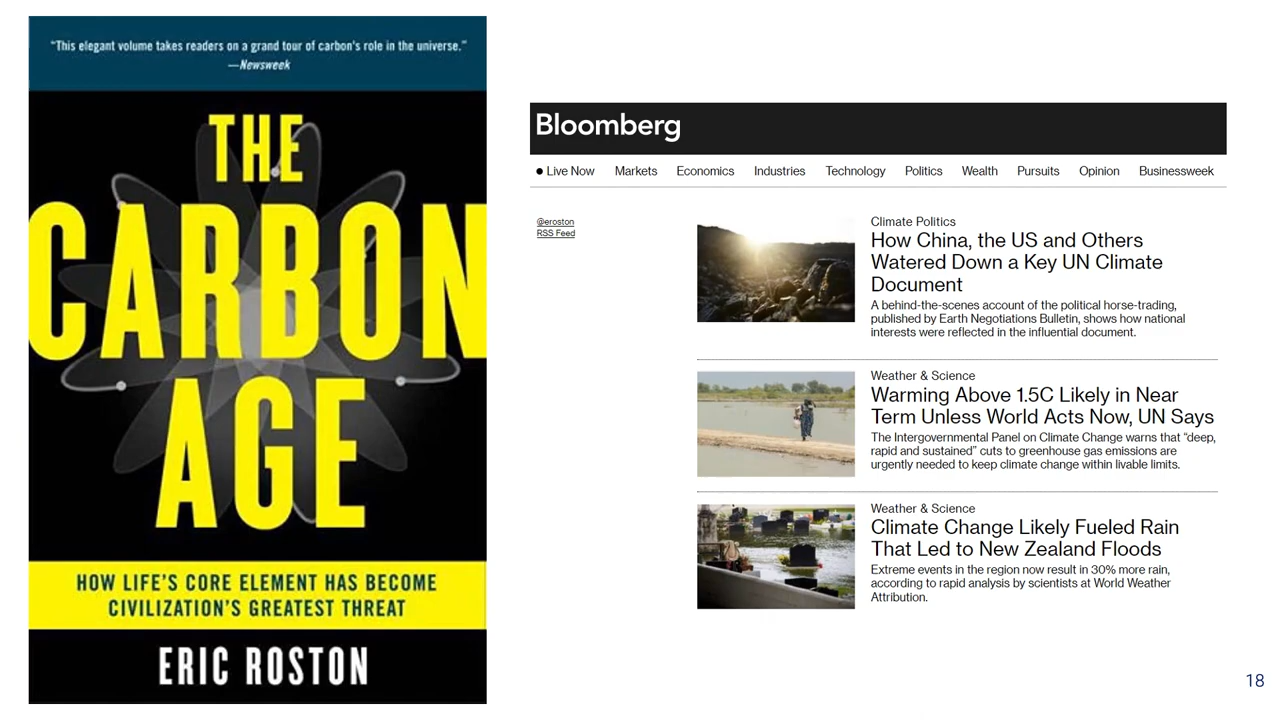 “This elegant volume takes readers on a grand tour of carbon's role in the universe.”
—Newsweek
THE
CARBON
AGE
HOW LIFE'S CORE ELEMENT HAS BECOME
CIVILIZATION'S GREATEST THREAT
ERIC ROSTON
Bloomberg
• Live Now Markets Economics Industries Technology Politics Wealth Pursuits Opinion Businessweek
@eroston
RSS Feed
Climate Politics
How China, the US and Others
Watered Down a Key UN Climate
Document
A behind-the-scenes account of the political horse-trading,
published by Earth Negotiations Bulletin, shows how national
interests were reflected in the influential document.
Weather & Science
Warming Above 1.5C Likely in Near
Term Unless World Acts Now, UN Says
The Intergovernmental Panel on Climate Change warns that “deep,
rapid and sustained” cuts to greenhouse gas emissions are
urgently needed to keep climate change within livable limits.
Weather & Science
Climate Change Likely Fueled Rain
That Led to New Zealand Floods
Extreme events in the region now result in 30% more rain,
according to rapid analysis by scientists at World Weather
Attribution.
18